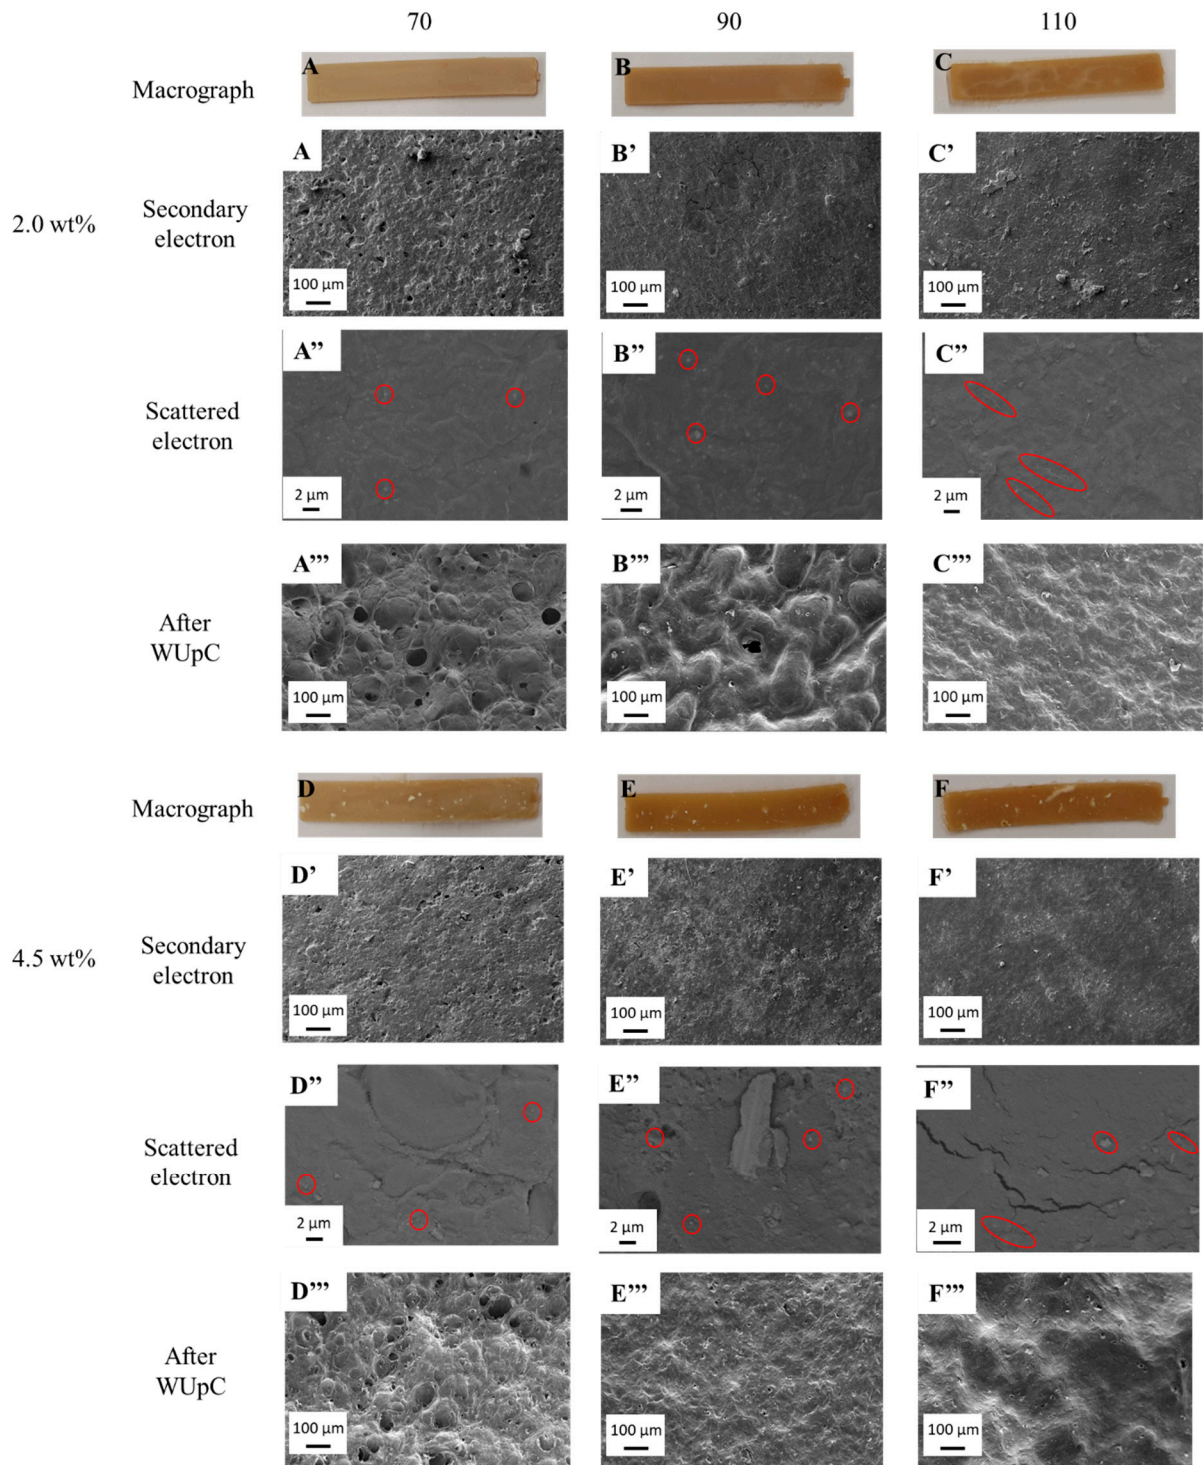 70 90 110
Macrograph
A B C
A B’ C’
2.0 wt%
Secondary
electron
100 µm 100 µm 100 µm
A’’ B’’ C’’
Scattered
electron
2 µm 2 µm 2 µm
A’’’ B’’’ C’’’
After
WUpC
100 µm 100 µm 100 µm
Macrograph
D E F
D’ E’ F’
4.5 wt%
Secondary
electron
100 µm 100 µm 100 µm
D’’ E’’ F’’
Scattered
electron
2 µm 2 µm 2 µm
D’’’ E’’’ F’’’
After
WUpC
100 µm 100 µm 100 µm